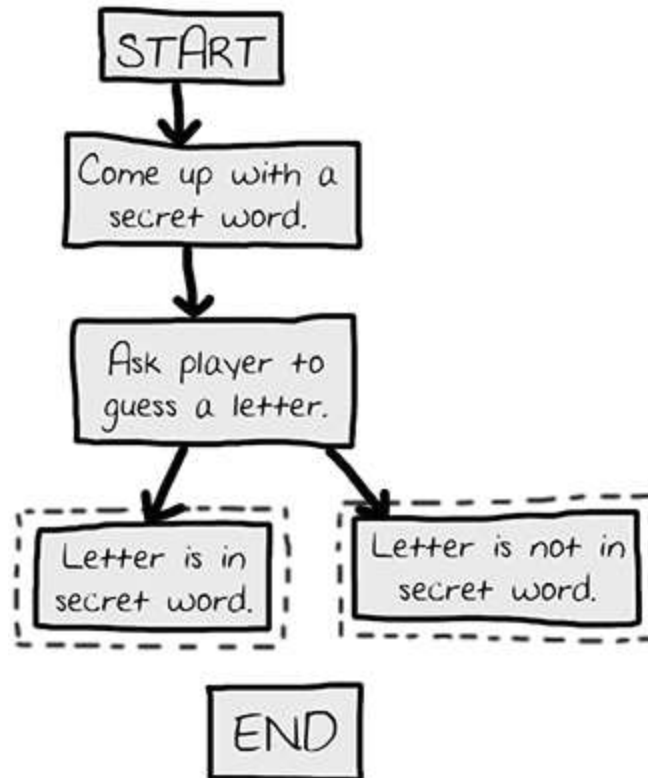 START
Come up with a
secret word.
Ask player to
guess a letter.
Letter is in
secret word.
Letter is not in
secret word.
END